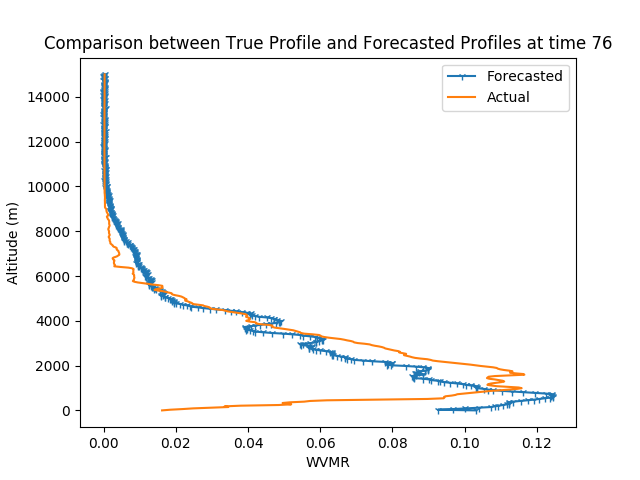 Comparison between True Profile and Forecasted Profiles at time 76
Forecasted
Actual
14000
12000
10000
8000
6000
4000
2000
0
Altitude (m)
0.00 0.02 0.04 0.06 0.08 0.10 0.12
WVMR